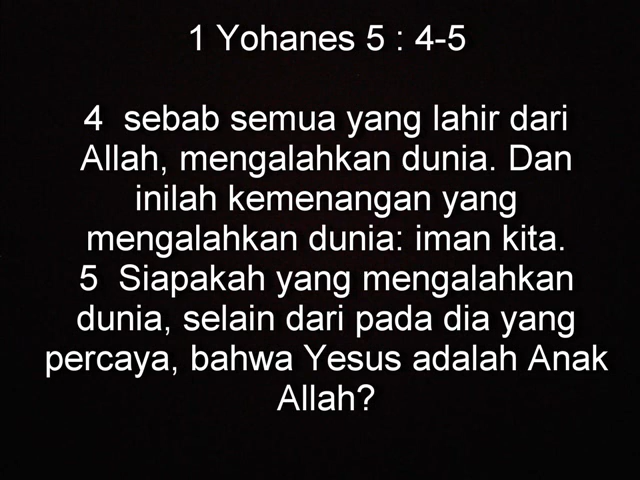 1 Yohanes 5 : 4-5
4 sebab semua yang lahir dari
Allah, mengalahkan dunia. Dan
inilah kemenangan yang
mengalahkan dunia: iman kita.
5 Siapakah yang mengalahkan
dunia, selain dari pada dia yang
percaya, bahwa Yesus adalah Anak
Allah?